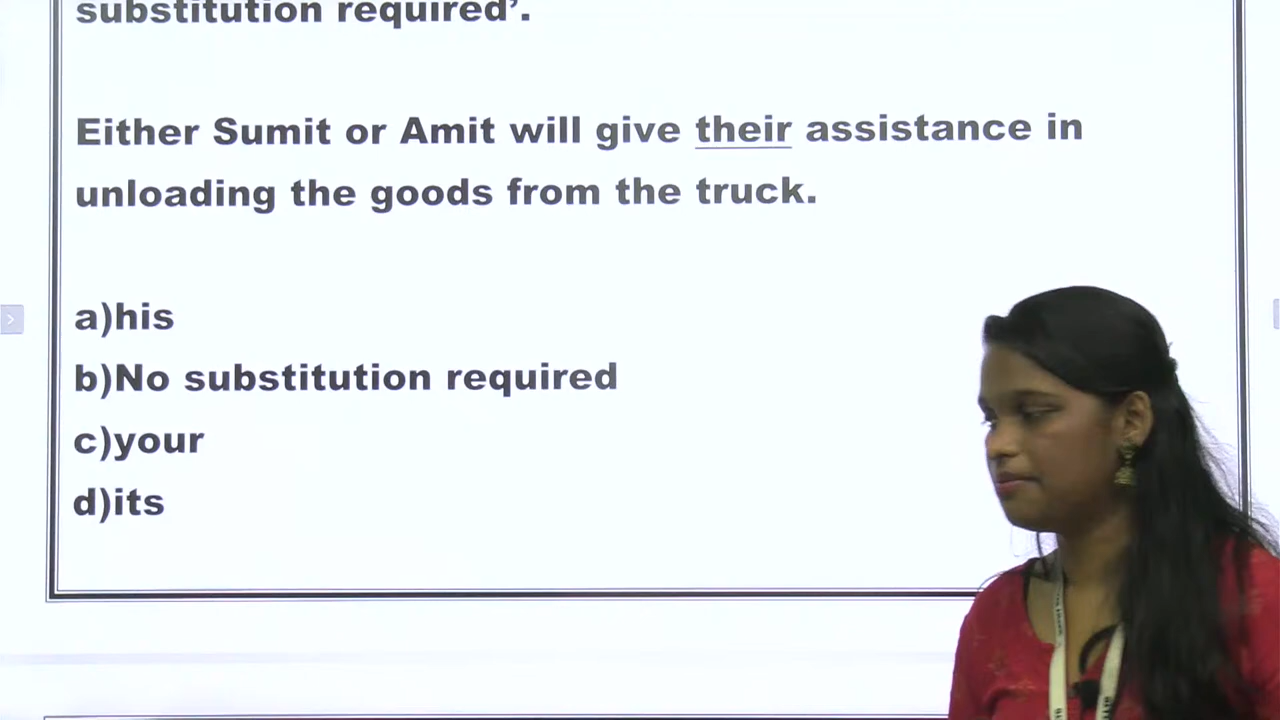 substitution required’.
Either Sumit or Amit will give their assistance in
unloading the goods from the truck.
a)his
b)No substitution required
c)your
d)its